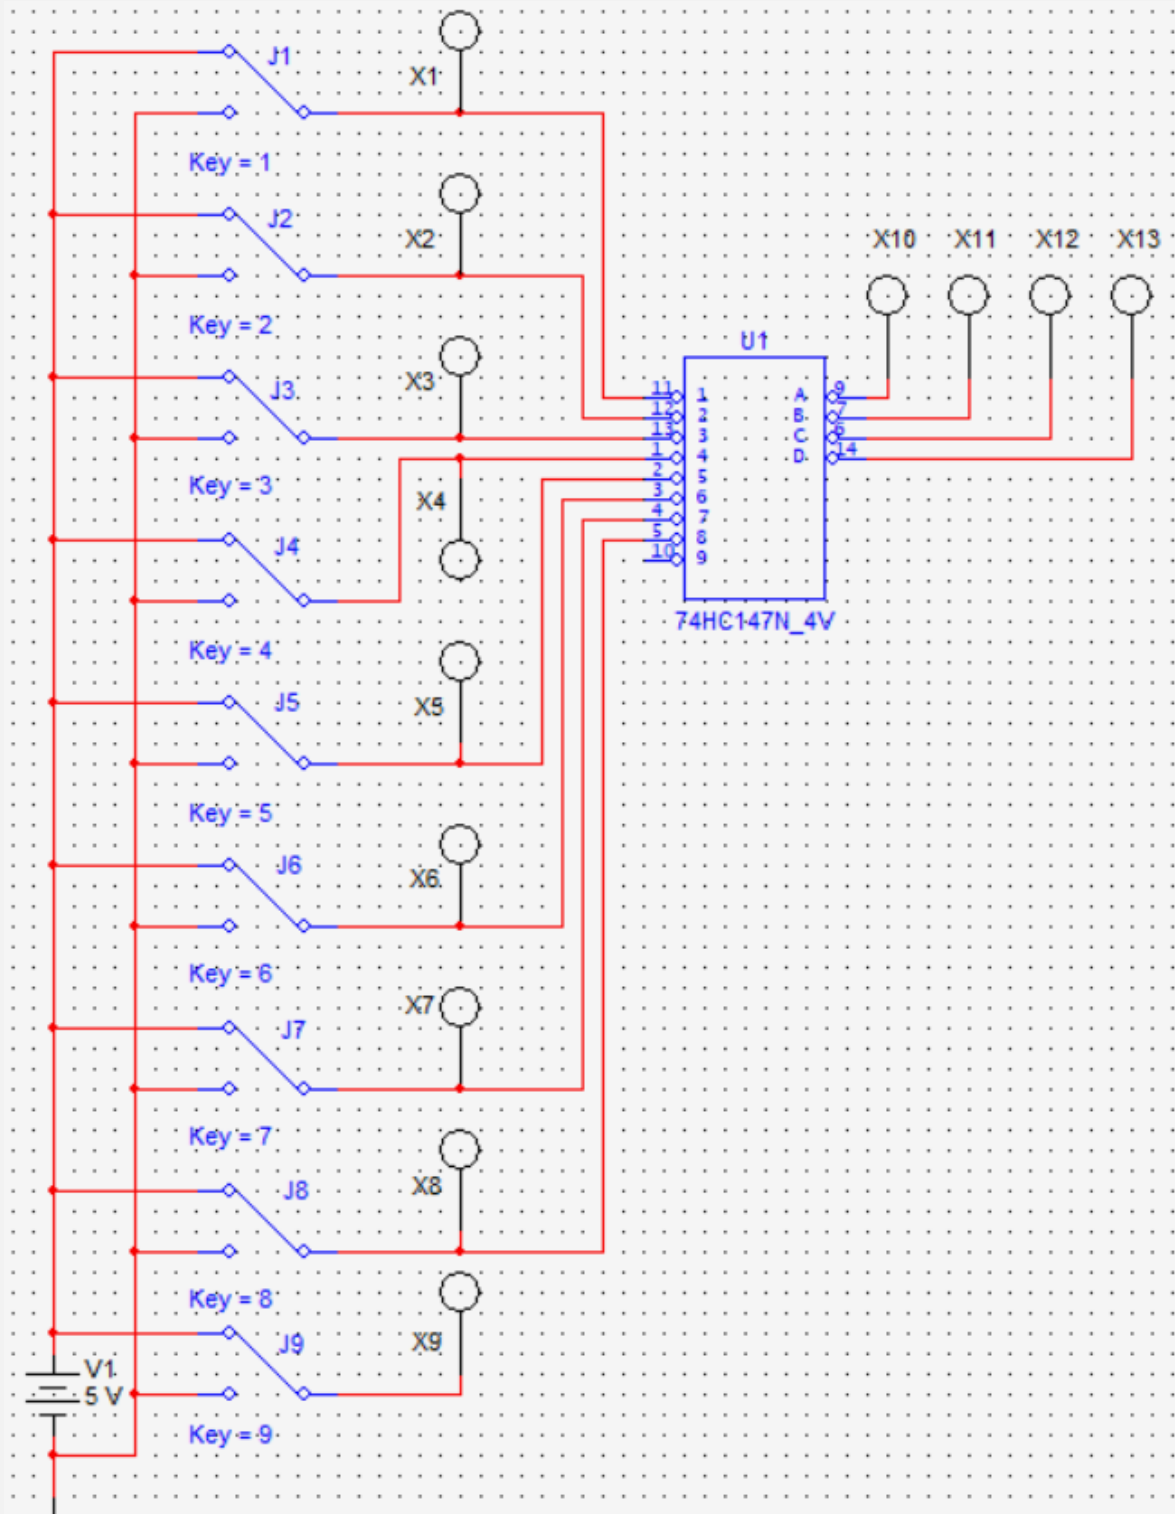 J1
X1
Key = 1
J2
X2
X10 X11 X12 X13
Key = 2
U1
J3
X3
11 1 A 9
12 2 B 7
13 3 C 6
1 4 D 14
2 5
3 6
4 7
5 8
10 9
Key = 3
X4
J4
74HC147N_4V
Key = 4
J5
X5
Key = 5
J6
X6
Key = 6
X7
J7
Key = 7
J8
X8
Key = 8
J9
X9
V1
5 V
Key = 9